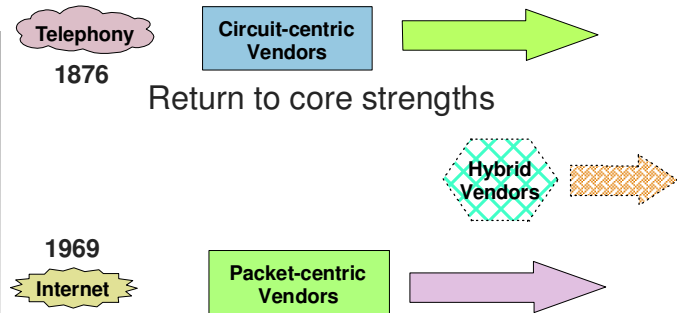 Telephony
Circuit-centric
Vendors
1876
Return to core strengths
Hybrid
Vendors
1969
Internet
Packet-centric
Vendors